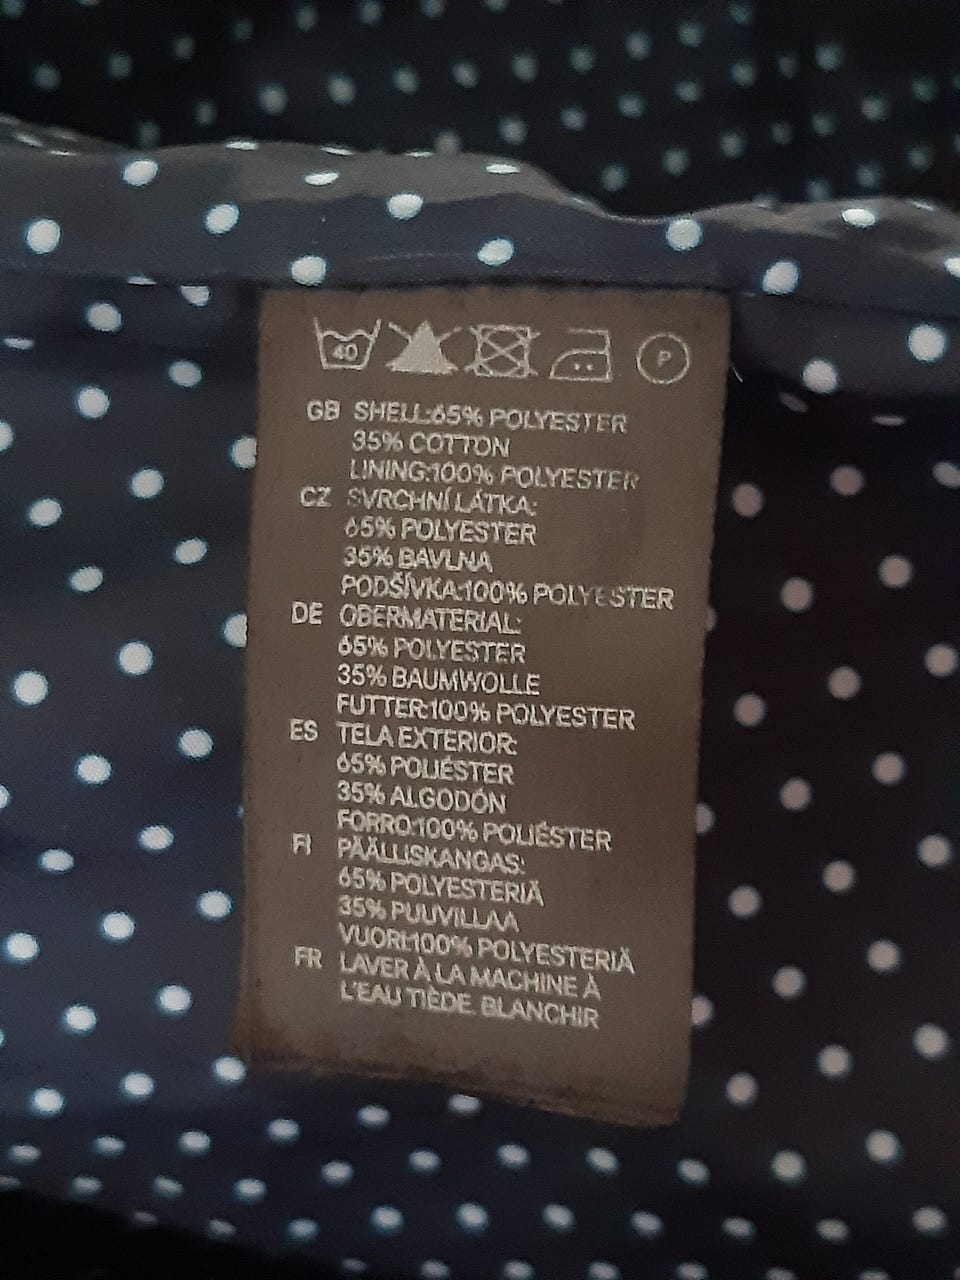 40 P
GB SHELL:65% POLYESTER
35% COTTON
LINING:100% POLYESTER
CZ SVRCHNÍ LÁTKA:
65% POLYESTER
35% BAVLNA
PODŠÍVKA:100% POLYESTER
DE OBERMATERIAL:
65% POLYESTER
35% BAUMWOLLE
FUTTER:100% POLYESTER
ES TELA EXTERIOR:
65% POLIÉSTER
35% ALGODÓN
FORRO:100% POLIÉSTER
FI PÄÄLLISKANGAS:
65% POLYESTERIÄ
35% PUUVILLAA
VUORI:100% POLYESTERIÄ
FR LAVER À LA MACHINE À
L'EAU TIÈDE. BLANCHIR